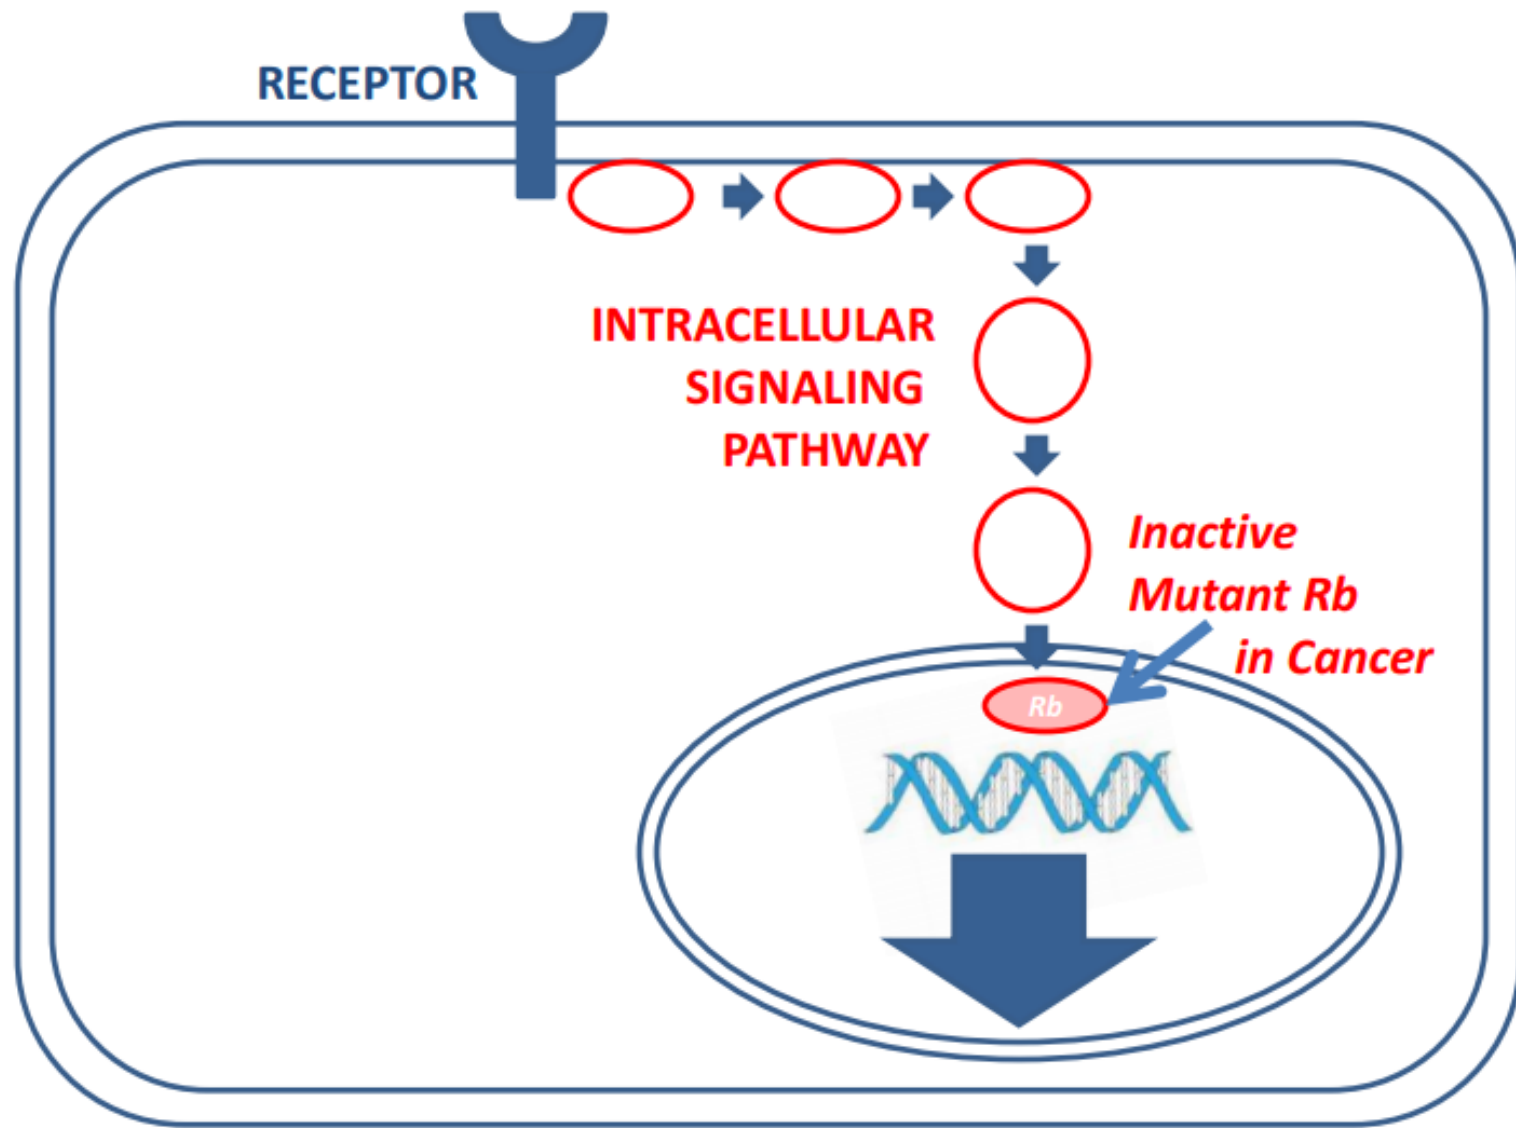 RECEPTOR
INTRACELLULAR
SIGNALING
PATHWAY
Inactive
Mutant Rb
in Cancer
Rb